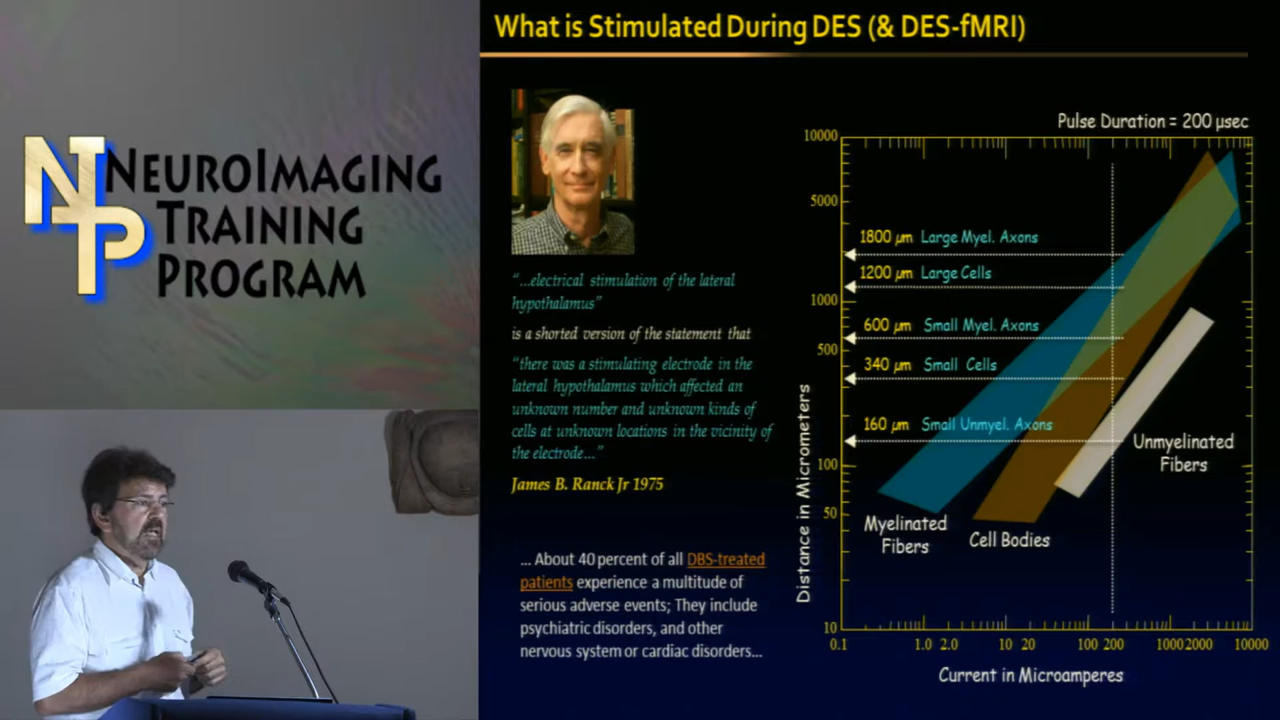 NEUROIMAGING
TRAINING
PROGRAM
NTP
What is Stimulated During DES (& DES-fMRI)
"...electrical stimulation of the lateral
hypothalamus"
is a shorted version of the statement that
"there was a stimulating electrode in the
lateral hypothalamus which affected an
unknown number and unknown kinds of
cells at unknown locations in the vicinity of
the electrode..."
James B. Ranck Jr 1975
... About 40 percent of all DBS-treated
patients experience a multitude of
serious adverse events; They include
psychiatric disorders, and other
nervous system or cardiac disorders...
Pulse Duration = 200 µsec
10000
5000
1800 µm Large Myel. Axons
1200 µm Large Cells
1000
600 µm Small Myel. Axons
500
340 µm Small Cells
160 µm Small Unmyel. Axons
100
50
10
Distance in Micrometers
Unmyelinated
Fibers
Myelinated
Fibers
Cell Bodies
0.1 1.0 2.0 10 20 100 200 1000 2000 10000
Current in Microamperes